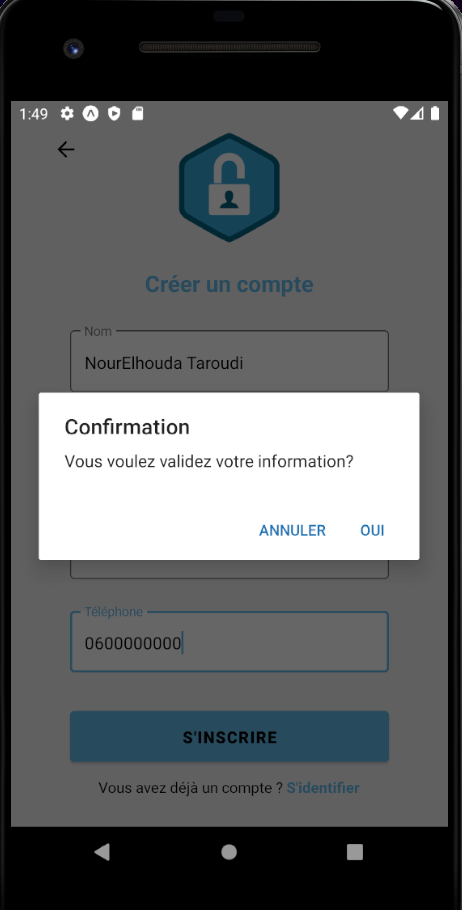 1:49
Créer un compte
Nom
NourElhouda Taroudi
Confirmation
Vous voulez validez votre information?
ANNULER OUI
Téléphone
0600000000
S'INSCRIRE
Vous avez déjà un compte ? S'identifier